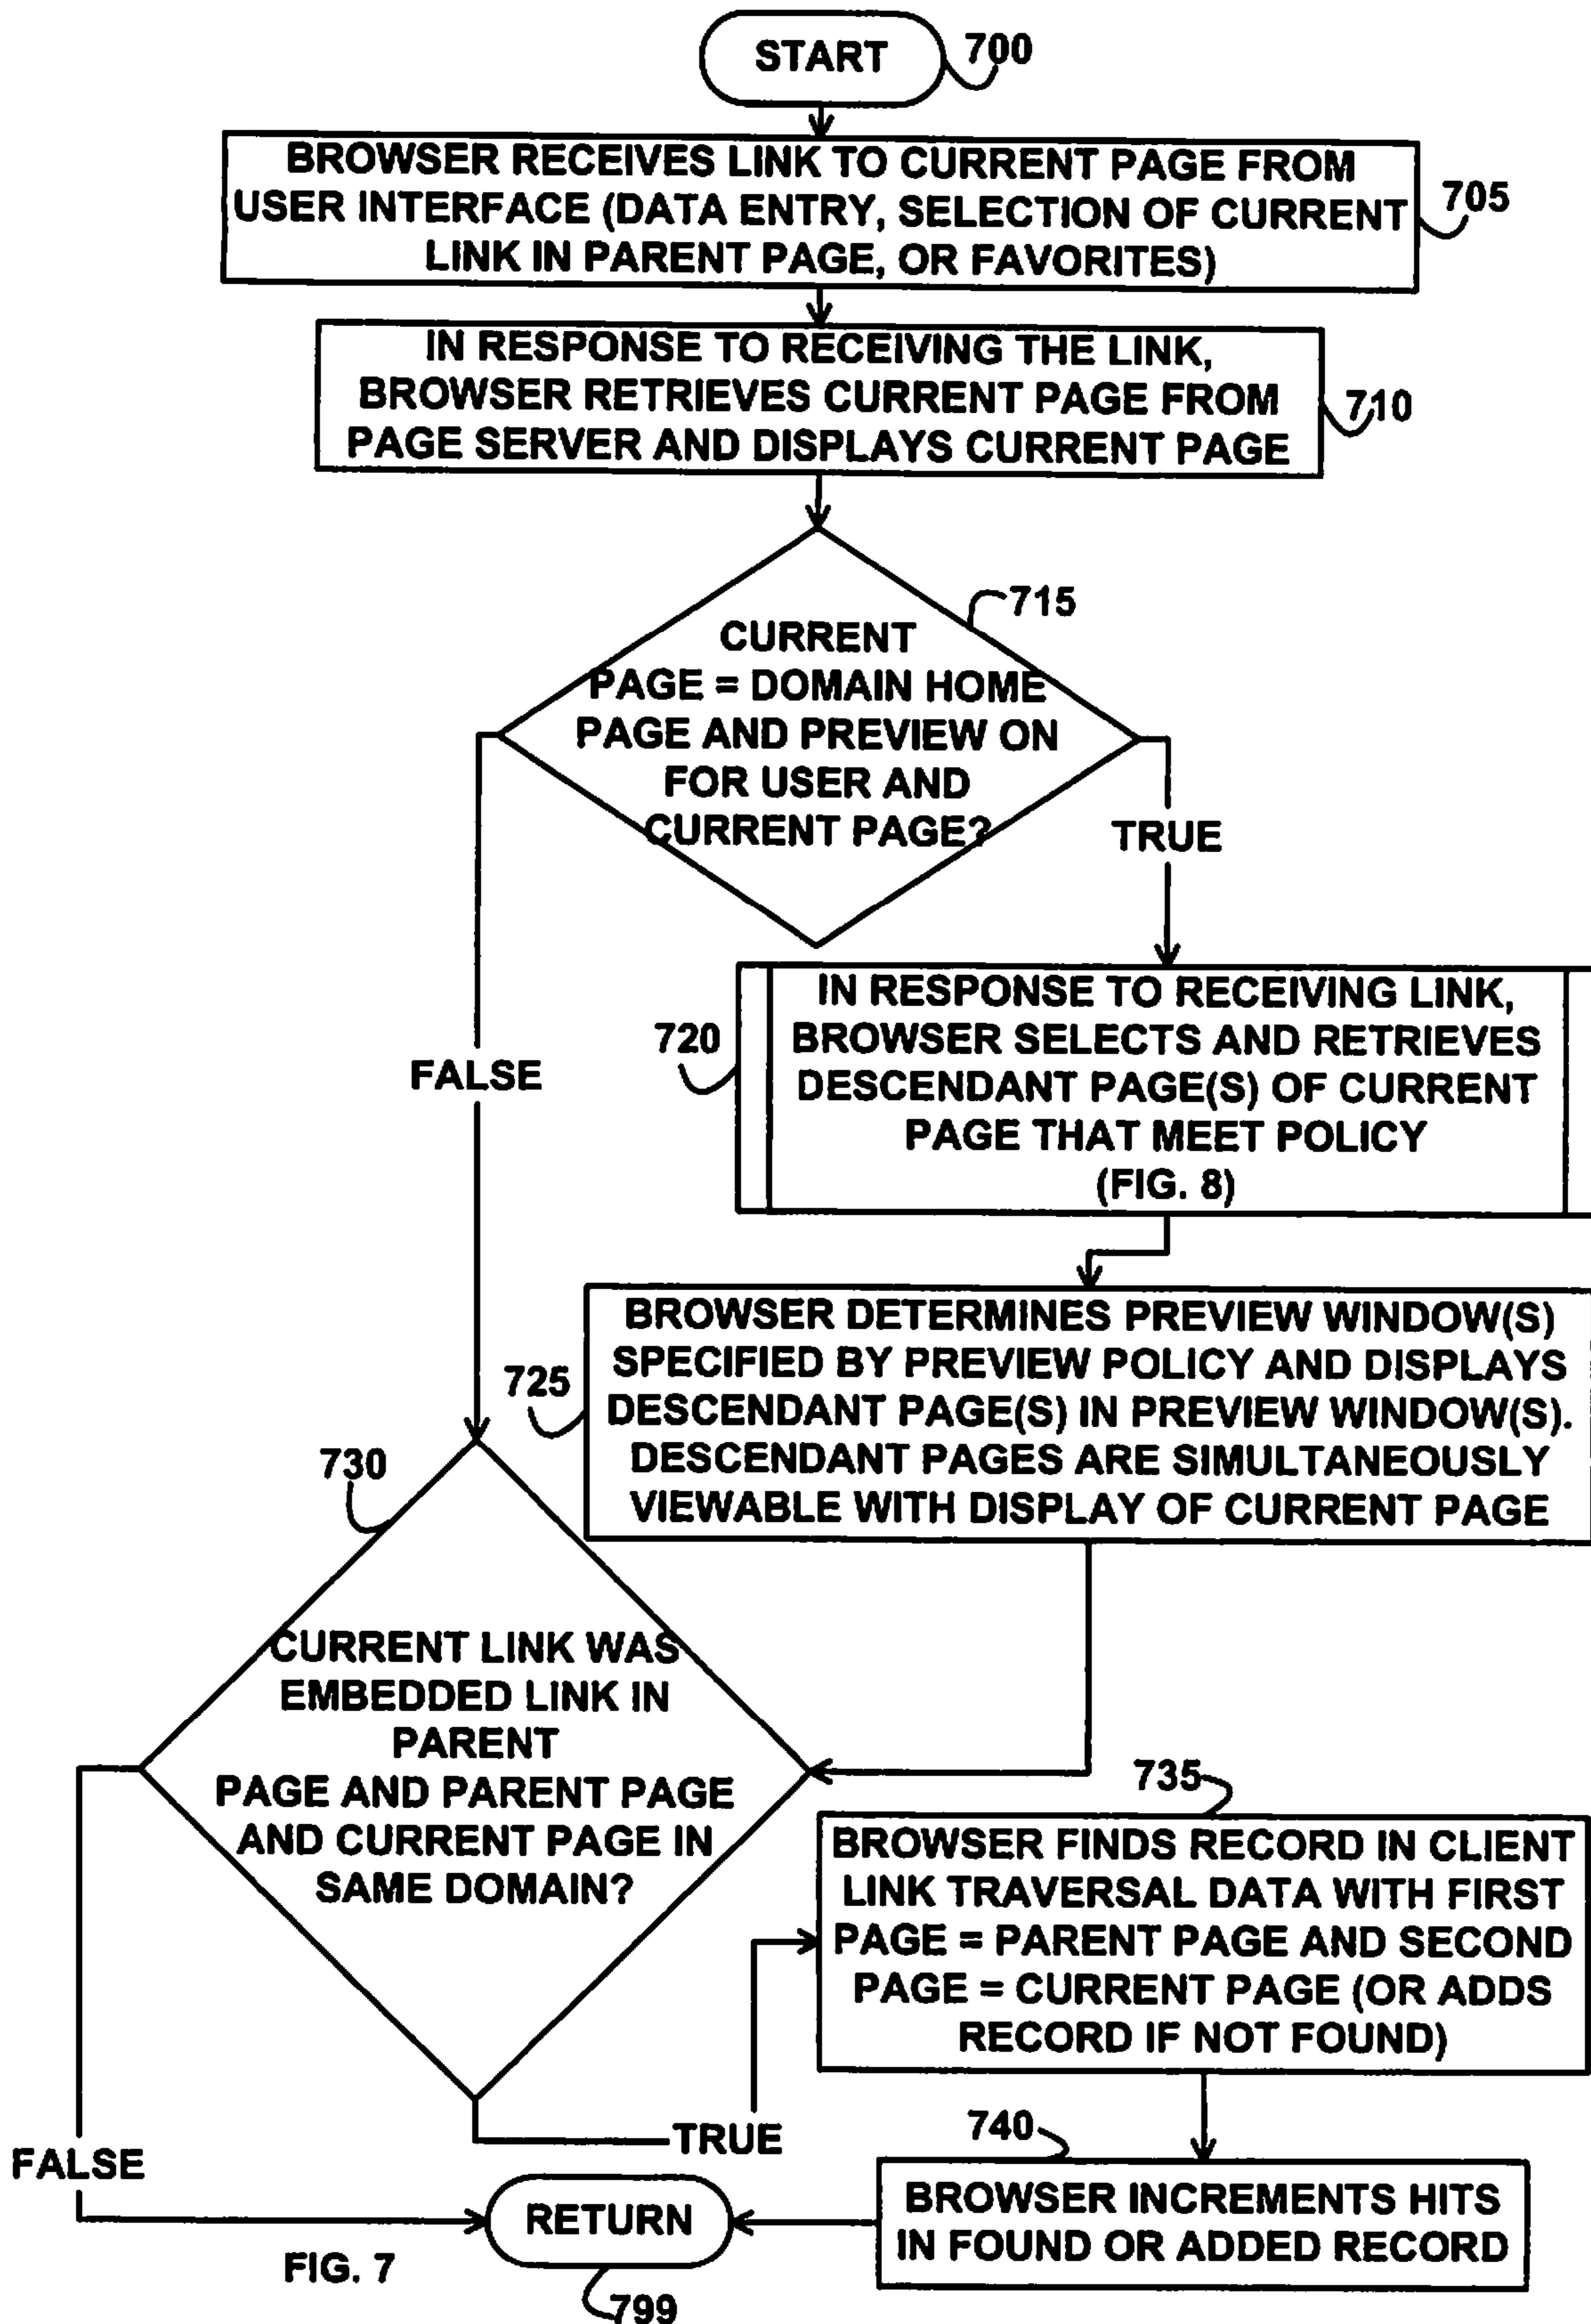 START
700
BROWSER RECEIVES LINK TO CURRENT PAGE FROM
USER INTERFACE (DATA ENTRY, SELECTION OF CURRENT
LINK IN PARENT PAGE, OR FAVORITES)
705
IN RESPONSE TO RECEIVING THE LINK,
BROWSER RETRIEVES CURRENT PAGE FROM
PAGE SERVER AND DISPLAYS CURRENT PAGE
710
715
CURRENT
PAGE = DOMAIN HOME
PAGE AND PREVIEW ON
FOR USER AND
CURRENT PAGE?
TRUE
FALSE
720
IN RESPONSE TO RECEIVING LINK,
BROWSER SELECTS AND RETRIEVES
DESCENDANT PAGE(S) OF CURRENT
PAGE THAT MEET POLICY
(FIG. 8)
725
BROWSER DETERMINES PREVIEW WINDOW(S)
SPECIFIED BY PREVIEW POLICY AND DISPLAYS
DESCENDANT PAGE(S) IN PREVIEW WINDOW(S).
DESCENDANT PAGES ARE SIMULTANEOUSLY
VIEWABLE WITH DISPLAY OF CURRENT PAGE
730
CURRENT LINK WAS
EMBEDDED LINK IN
PARENT
PAGE AND PARENT PAGE
AND CURRENT PAGE IN
SAME DOMAIN?
735
BROWSER FINDS RECORD IN CLIENT
LINK TRAVERSAL DATA WITH FIRST
PAGE = PARENT PAGE AND SECOND
PAGE = CURRENT PAGE (OR ADDS
RECORD IF NOT FOUND)
TRUE
FALSE
740
BROWSER INCREMENTS HITS
IN FOUND OR ADDED RECORD
RETURN
799
FIG. 7